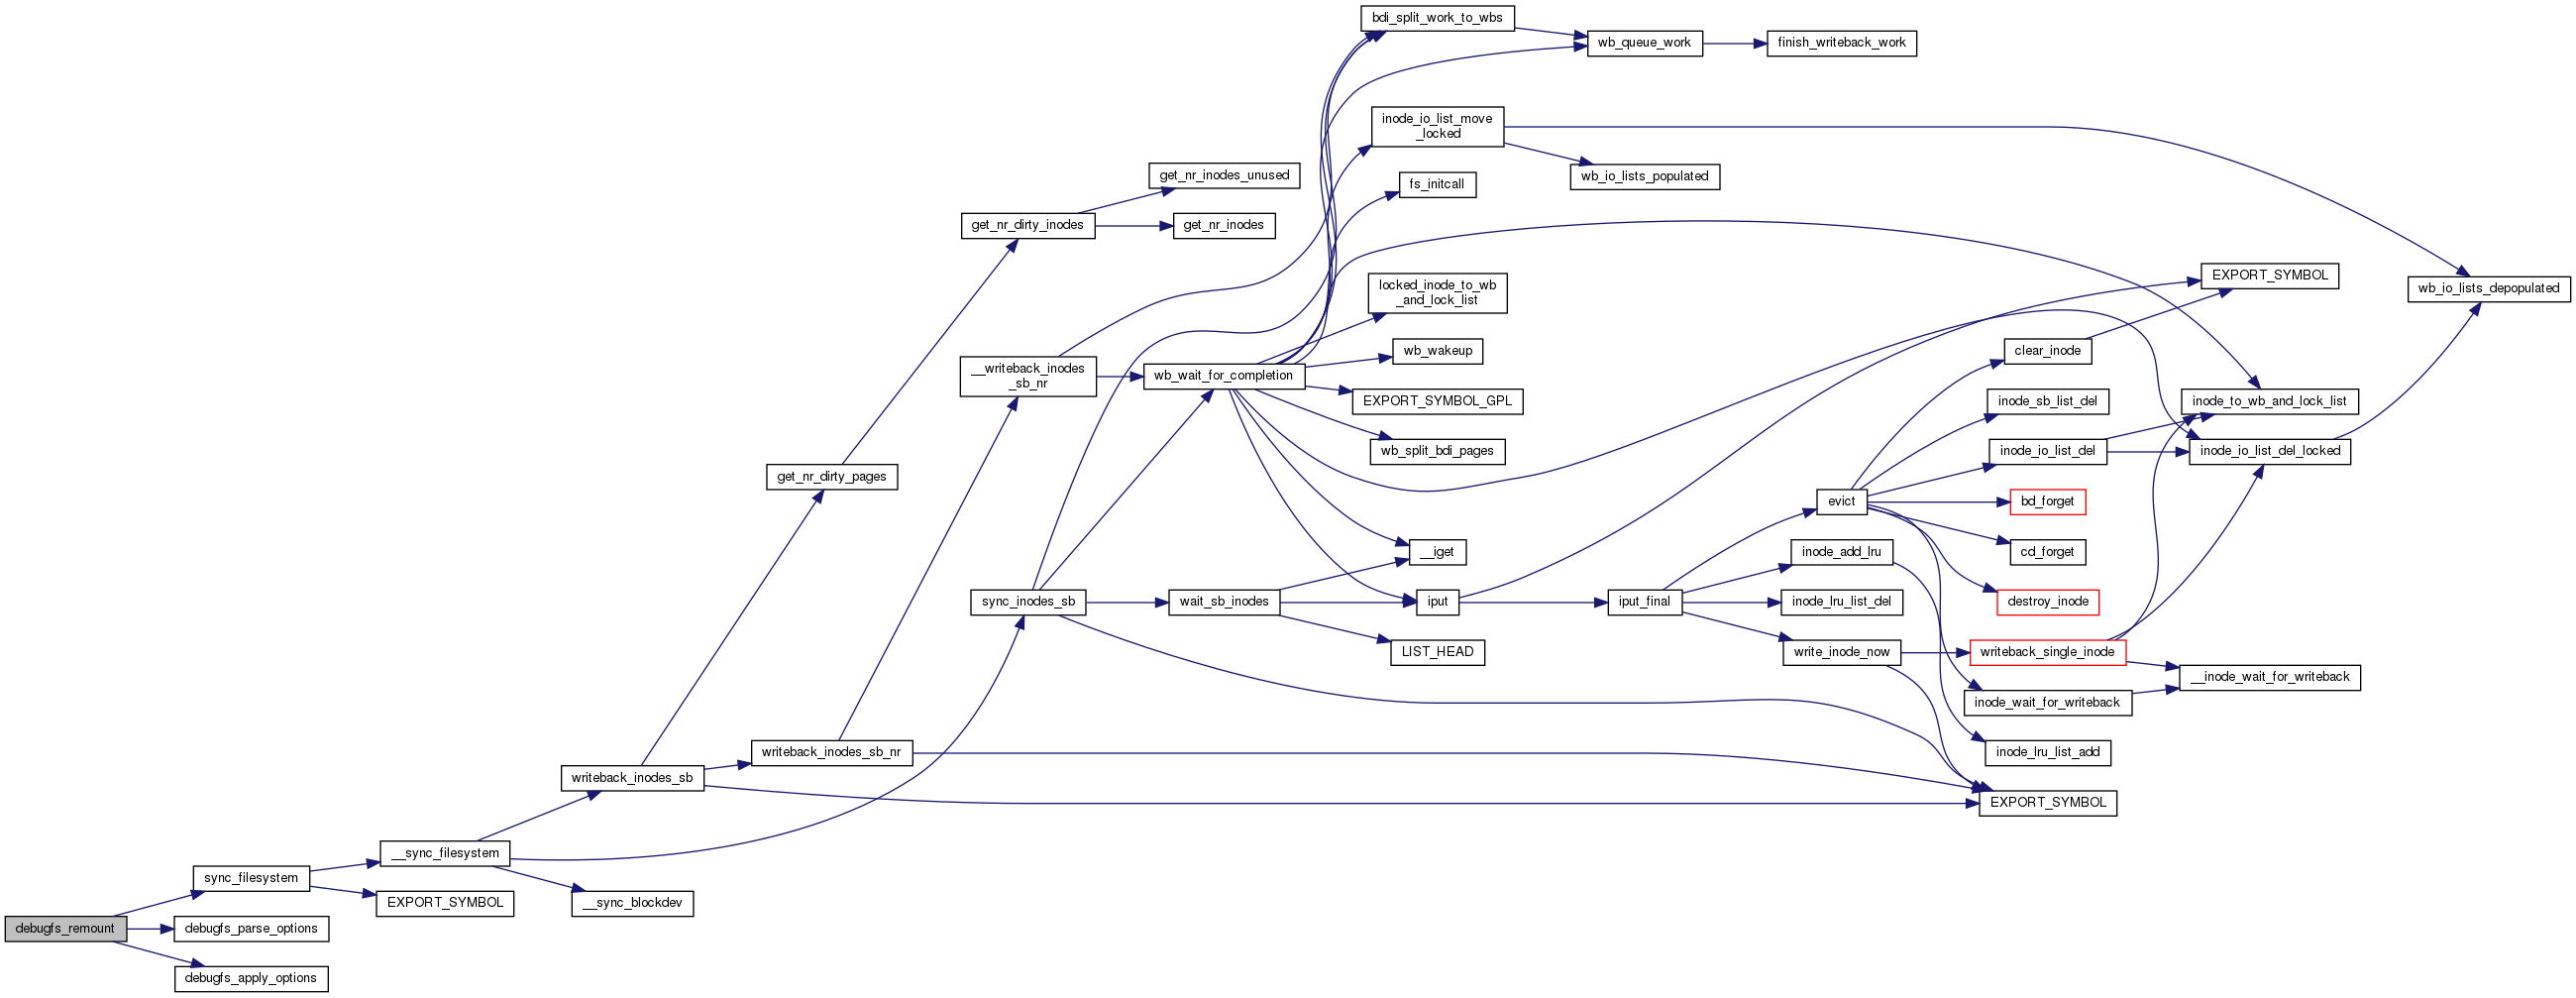 bdi_split_work_to_wbs
wb_queue_work
finish_writeback_work
inode_io_list_move
_locked
get_nr_inodes_unused
wb_io_lists_populated
fs_initcall
get_nr_dirty_inodes
get_nr_inodes
EXPORT_SYMBOL
locked_inode_to_wb
_and_lock_list
wb_io_lists_depopulated
wb_wakeup
clear_inode
__writeback_inodes
_sb_nr
wb_wait_for_completion
EXPORT_SYMBOL_GPL
inode_sb_list_del
inode_to_wb_and_lock_list
wb_split_bdi_pages
inode_io_list_del
inode_io_list_del_locked
get_nr_dirty_pages
evict
bd_forget
__iget
inode_add_lru
cd_forget
sync_inodes_sb
wait_sb_inodes
iput
iput_final
inode_lru_list_del
destroy_inode
LIST_HEAD
write_inode_now
writeback_single_inode
__inode_wait_for_writeback
inode_wait_for_writeback
writeback_inodes_sb_nr
inode_lru_list_add
writeback_inodes_sb
EXPORT_SYMBOL
__sync_filesystem
sync_filesystem
EXPORT_SYMBOL
__sync_blockdev
debugfs_remount
debugfs_parse_options
debugfs_apply_options